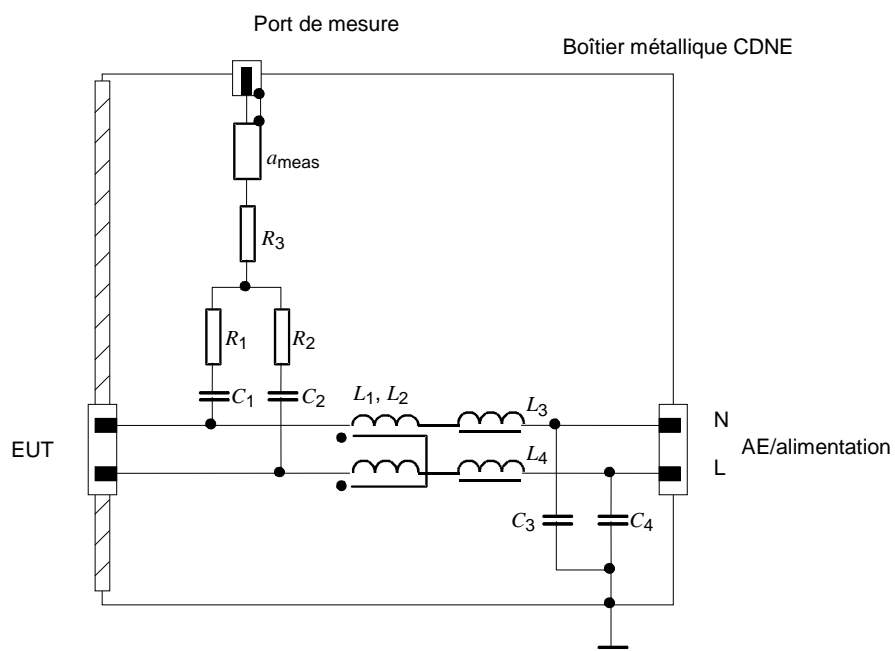 Port de mesure
Boîtier métallique CDNE
ameas
R3
R1
R2
C1
C2
L1, L2
L3
N
EUT
AE/alimentation
L4
L
C3
C4